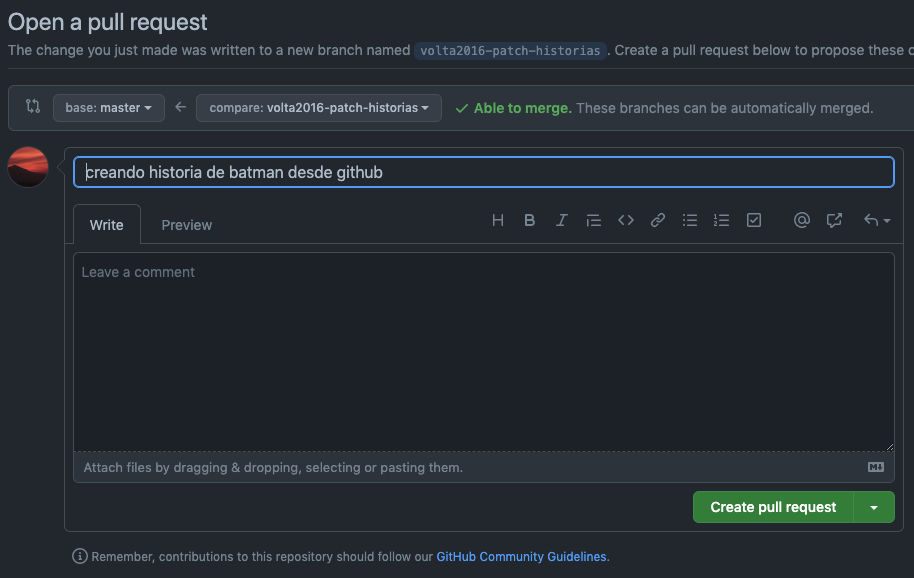 Open a pull request
The change you just made was written to a new branch named volta2016-patch-historias. Create a pull request below to propose these
base: master compare: volta2016-patch-historias Able to merge. These branches can be automatically merged.
creando historia de batman desde github
Write Preview H B I
Leave a comment
Attach files by dragging & dropping, selecting or pasting them.
Create pull request
Remember, contributions to this repository should follow our GitHub Community Guidelines.